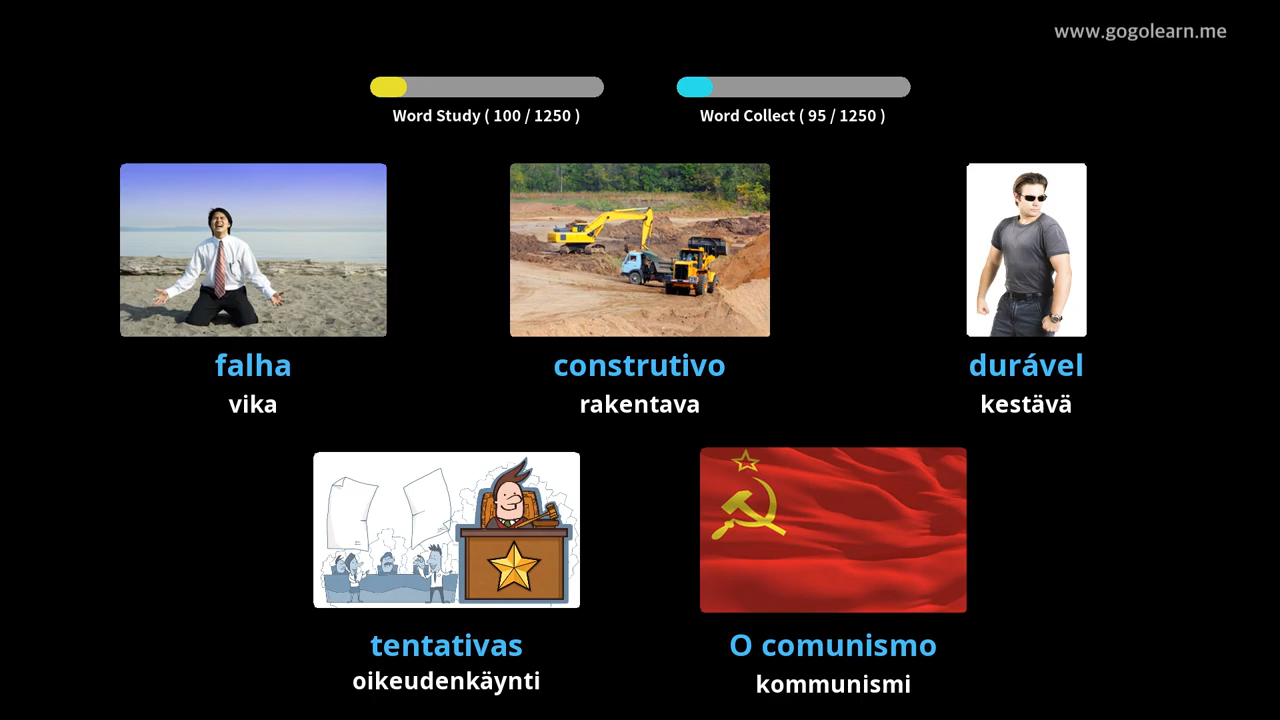 www.gogolearn.me
Word Study ( 100 / 1250 )
Word Collect ( 95 / 1250 )
falha
vika
construtivo
rakentava
durável
kestävä
tentativas
oikeudenkäynti
O comunismo
kommunismi